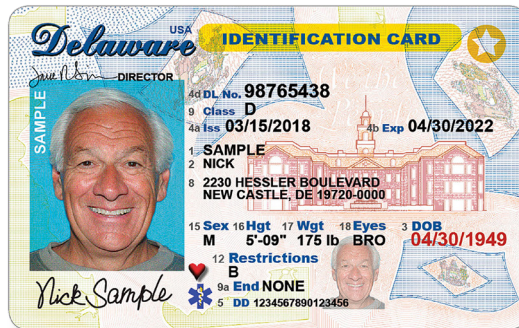 Delaware USA IDENTIFICATION CARD
DIRECTOR
SAMPLE
4d DL No. 98765438
9 Class D
4a Iss 03/15/2018 4b Exp 04/30/2022
1 SAMPLE
2 NICK
8 2230 HESSLER BOULEVARD
NEW CASTLE, DE 19720-0000
15 Sex 16 Hgt 17 Wgt 18 Eyes 3 DOB
M 5'-09" 175 lb BRO 04/30/1949
12 Restrictions
B
9a End NONE
5 DD 1234567890123456
Nick Sample